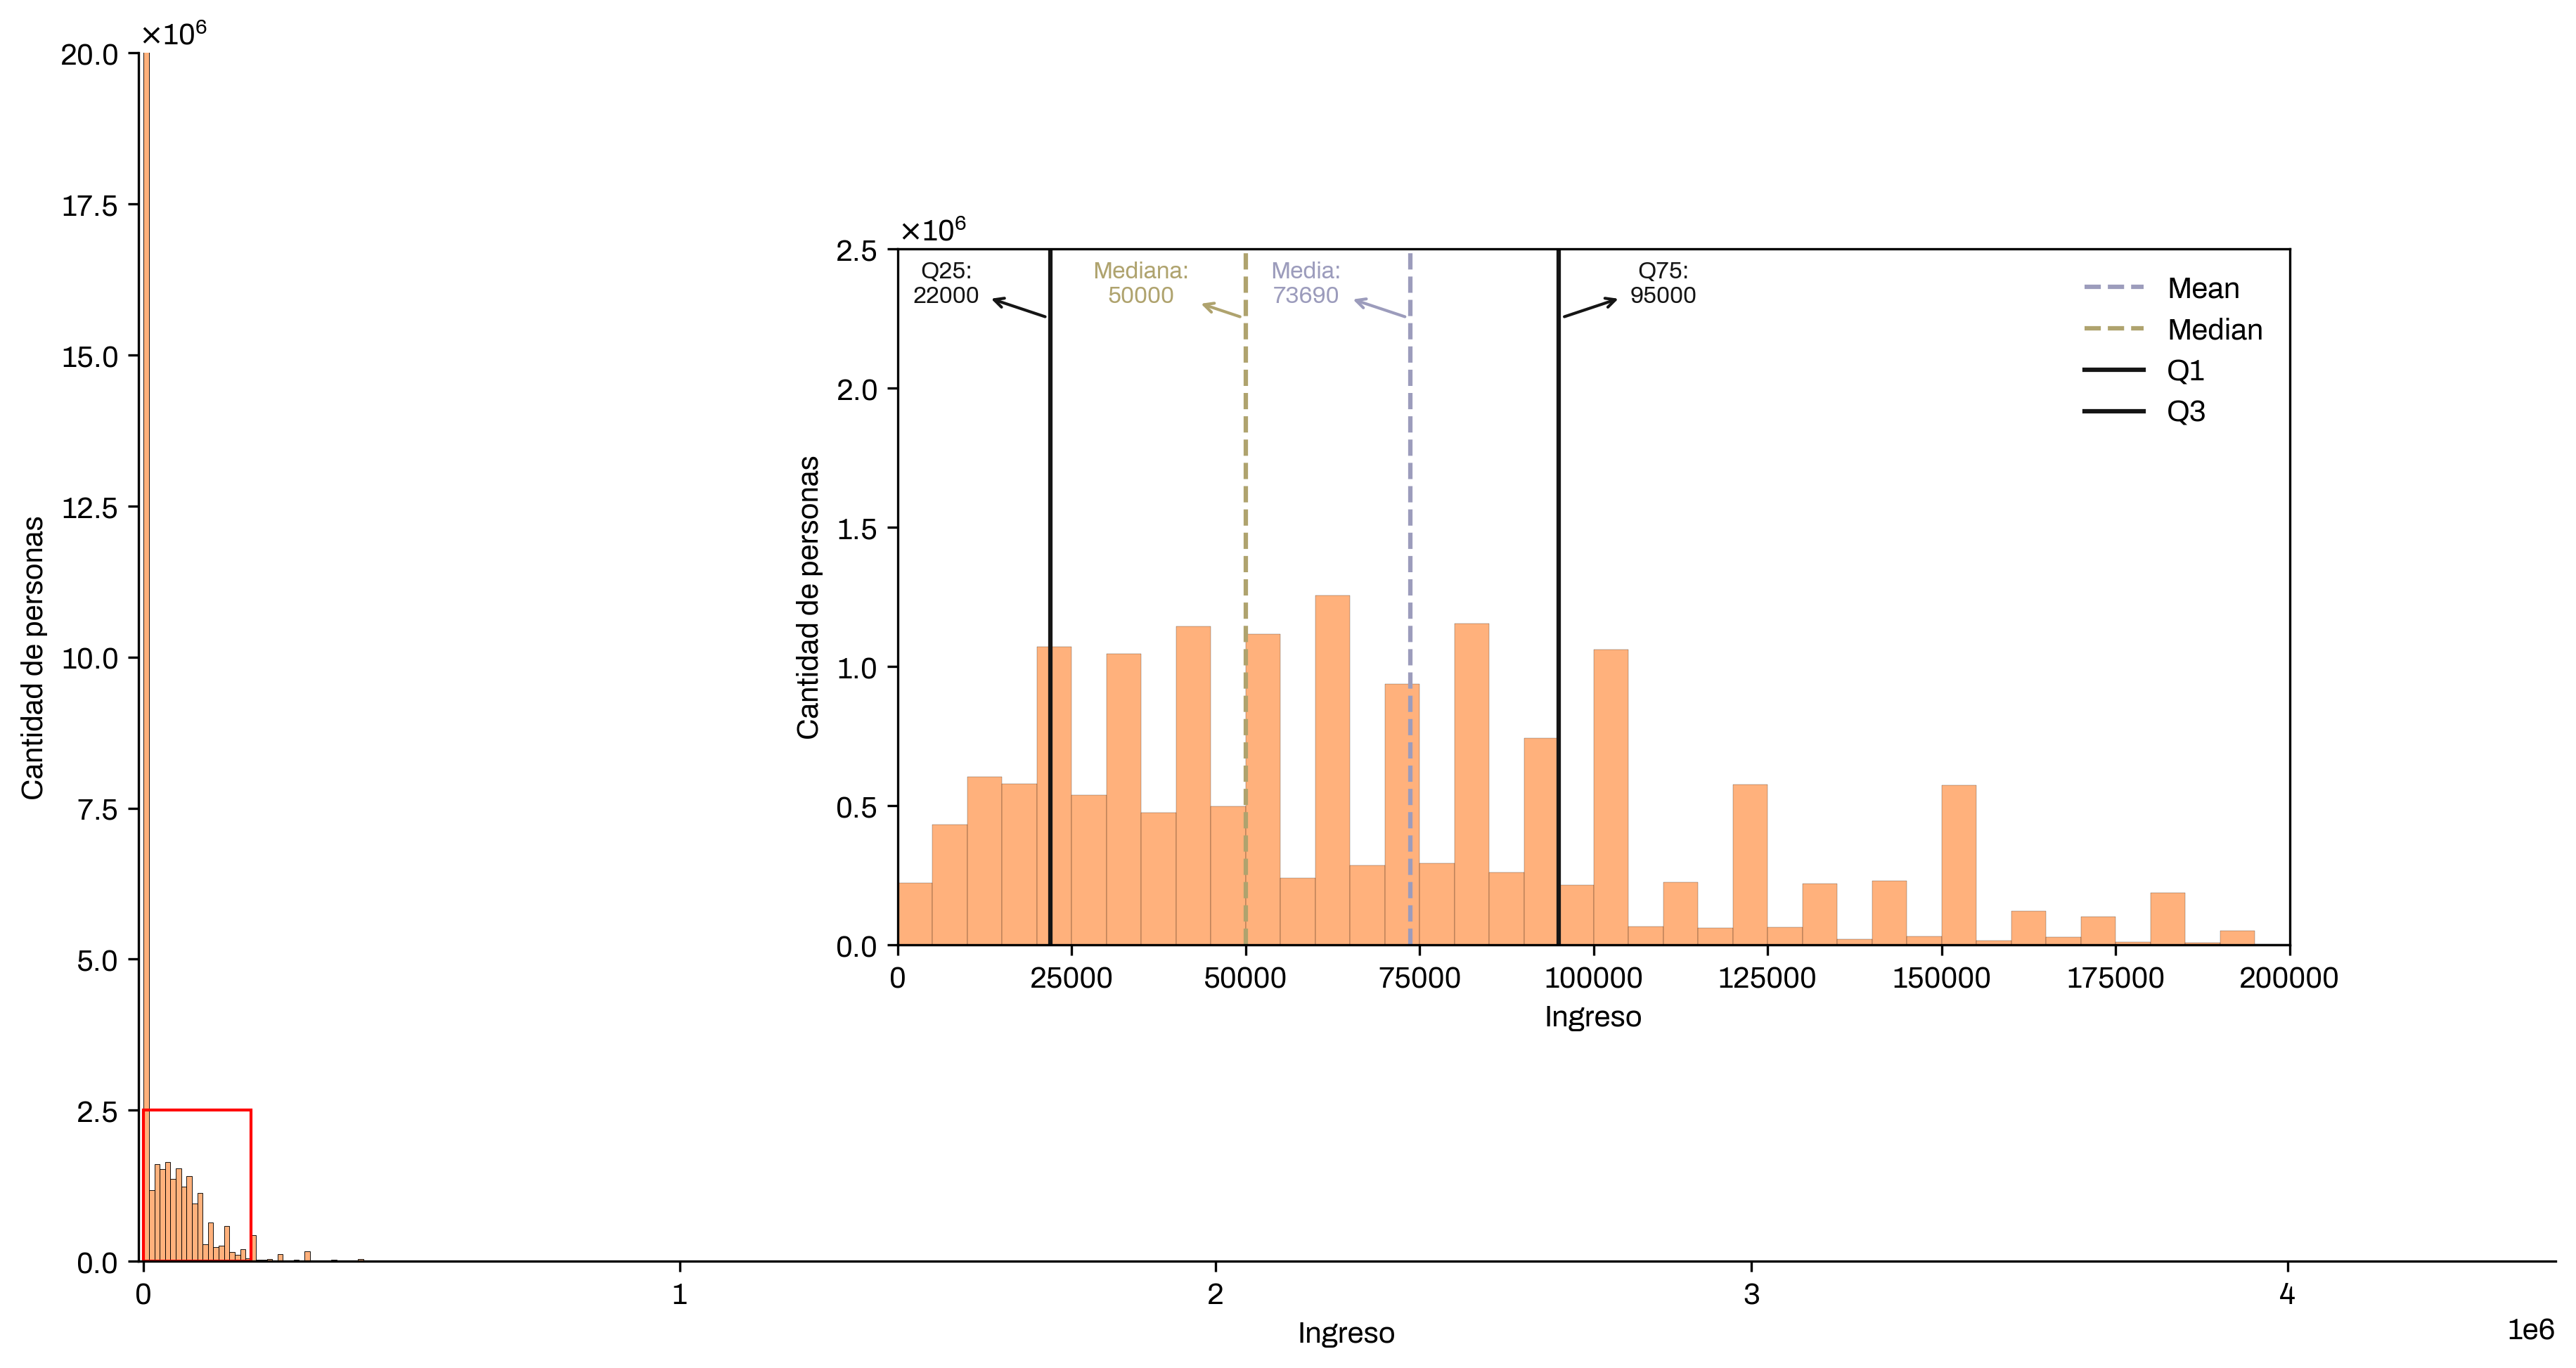 ×10⁶
20.0
17.5
15.0
12.5
10.0
7.5
5.0
2.5
0.0
Cantidad de personas
0 1 2 3 4
1e6
Ingreso
×10⁶
2.5
2.0
1.5
1.0
0.5
0.0
Cantidad de personas
Q25:
22000
Mediana:
50000
Media:
73690
Q75:
95000
Mean
Median
Q1
Q3
0 25000 50000 75000 100000 125000 150000 175000 200000
Ingreso